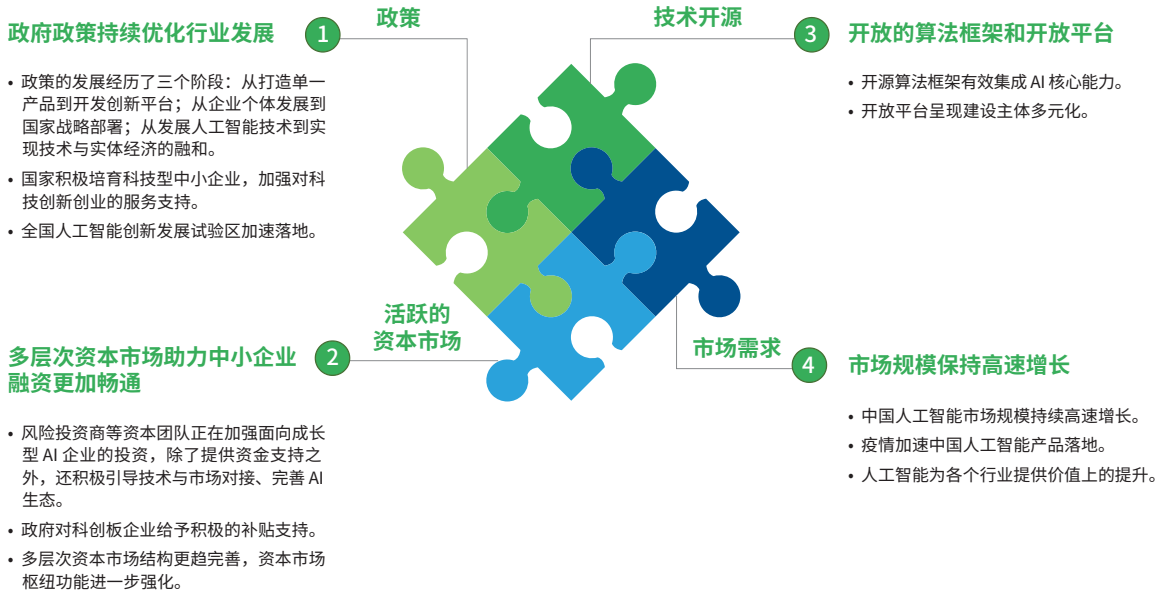 政策
政府政策持续优化行业发展
1
• 政策的发展经历了三个阶段：从打造单一
产品到开发创新平台；从企业个体发展到
国家战略部署；从发展人工智能技术到实
现技术与实体经济的融和。
• 国家积极培育科技型中小企业，加强对科
技创新创业的服务支持。
• 全国人工智能创新发展试验区加速落地。
活跃的
资本市场
多层次资本市场助力中小企业
融资更加畅通
2
• 风险投资商等资本团队正在加强面向成长
型 AI 企业的投资，除了提供资金支持之
外，还积极引导技术与市场对接、完善 AI
生态。
• 政府对科创板企业给予积极的补贴支持。
• 多层次资本市场结构更趋完善，资本市场
枢纽功能进一步强化。
技术开源
3
开放的算法框架和开放平台
• 开源算法框架有效集成 AI 核心能力。
• 开放平台呈现建设主体多元化。
市场需求
4
市场规模保持高速增长
• 中国人工智能市场规模持续高速增长。
• 疫情加速中国人工智能产品落地。
• 人工智能为各个行业提供价值上的提升。